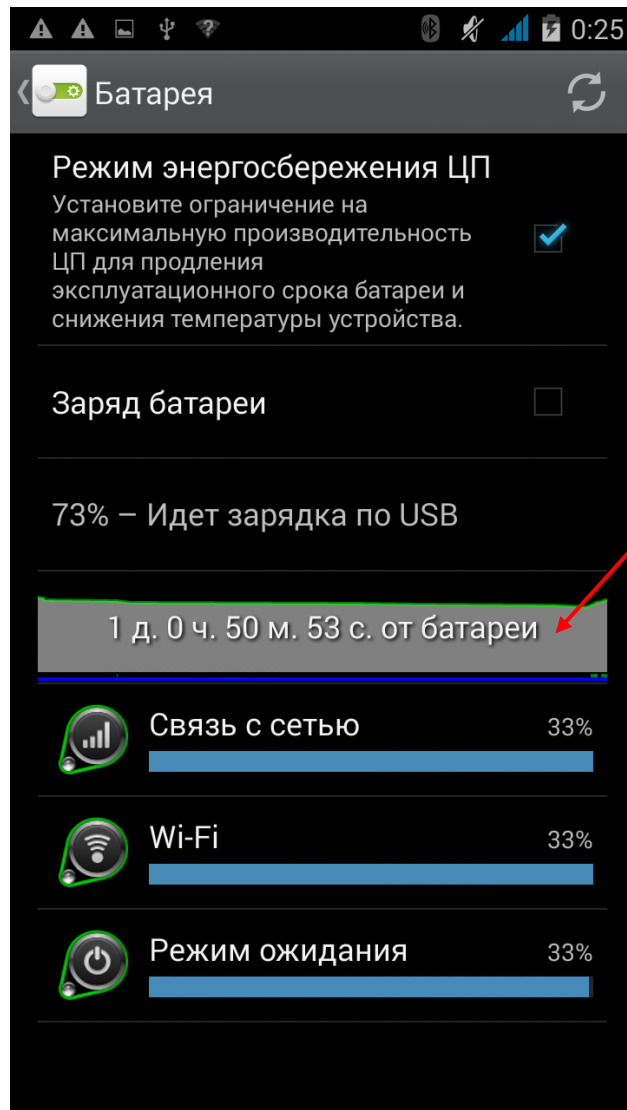 0:25
Батарея
Режим энергосбережения ЦП
Установите ограничение на
максимальную производительность
ЦП для продления
эксплуатационного срока батареи и
снижения температуры устройства.
Заряд батареи
73% – Идет зарядка по USB
1 д. 0 ч. 50 м. 53 с. от батареи
Связь с сетью 33%
Wi-Fi 33%
Режим ожидания 33%